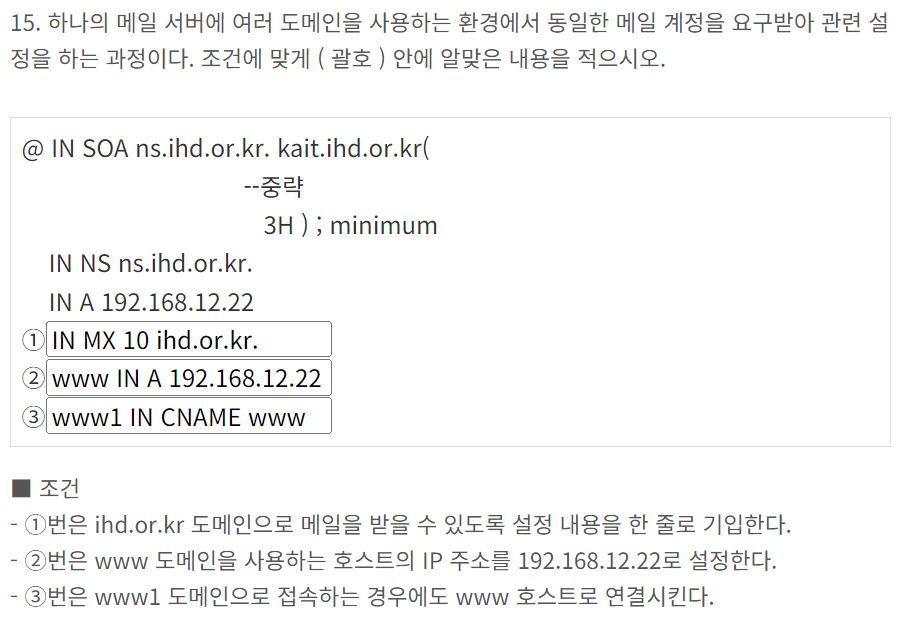 15. 하나의 메일 서버에 여러 도메인을 사용하는 환경에서 동일한 메일 계정을 요구받아 관련 설
정을 하는 과정이다. 조건에 맞게 ( 괄호 ) 안에 알맞은 내용을 적으시오.
@ IN SOA ns.ihd.or.kr. kait.ihd.or.kr(
--중략
3H ) ; minimum
IN NS ns.ihd.or.kr.
IN A 192.168.12.22
① IN MX 10 ihd.or.kr.
② www IN A 192.168.12.22
③ www1 IN CNAME www
■ 조건
- ①번은 ihd.or.kr 도메인으로 메일을 받을 수 있도록 설정 내용을 한 줄로 기입한다.
- ②번은 www 도메인을 사용하는 호스트의 IP 주소를 192.168.12.22로 설정한다.
- ③번은 www1 도메인으로 접속하는 경우에도 www 호스트로 연결시킨다.